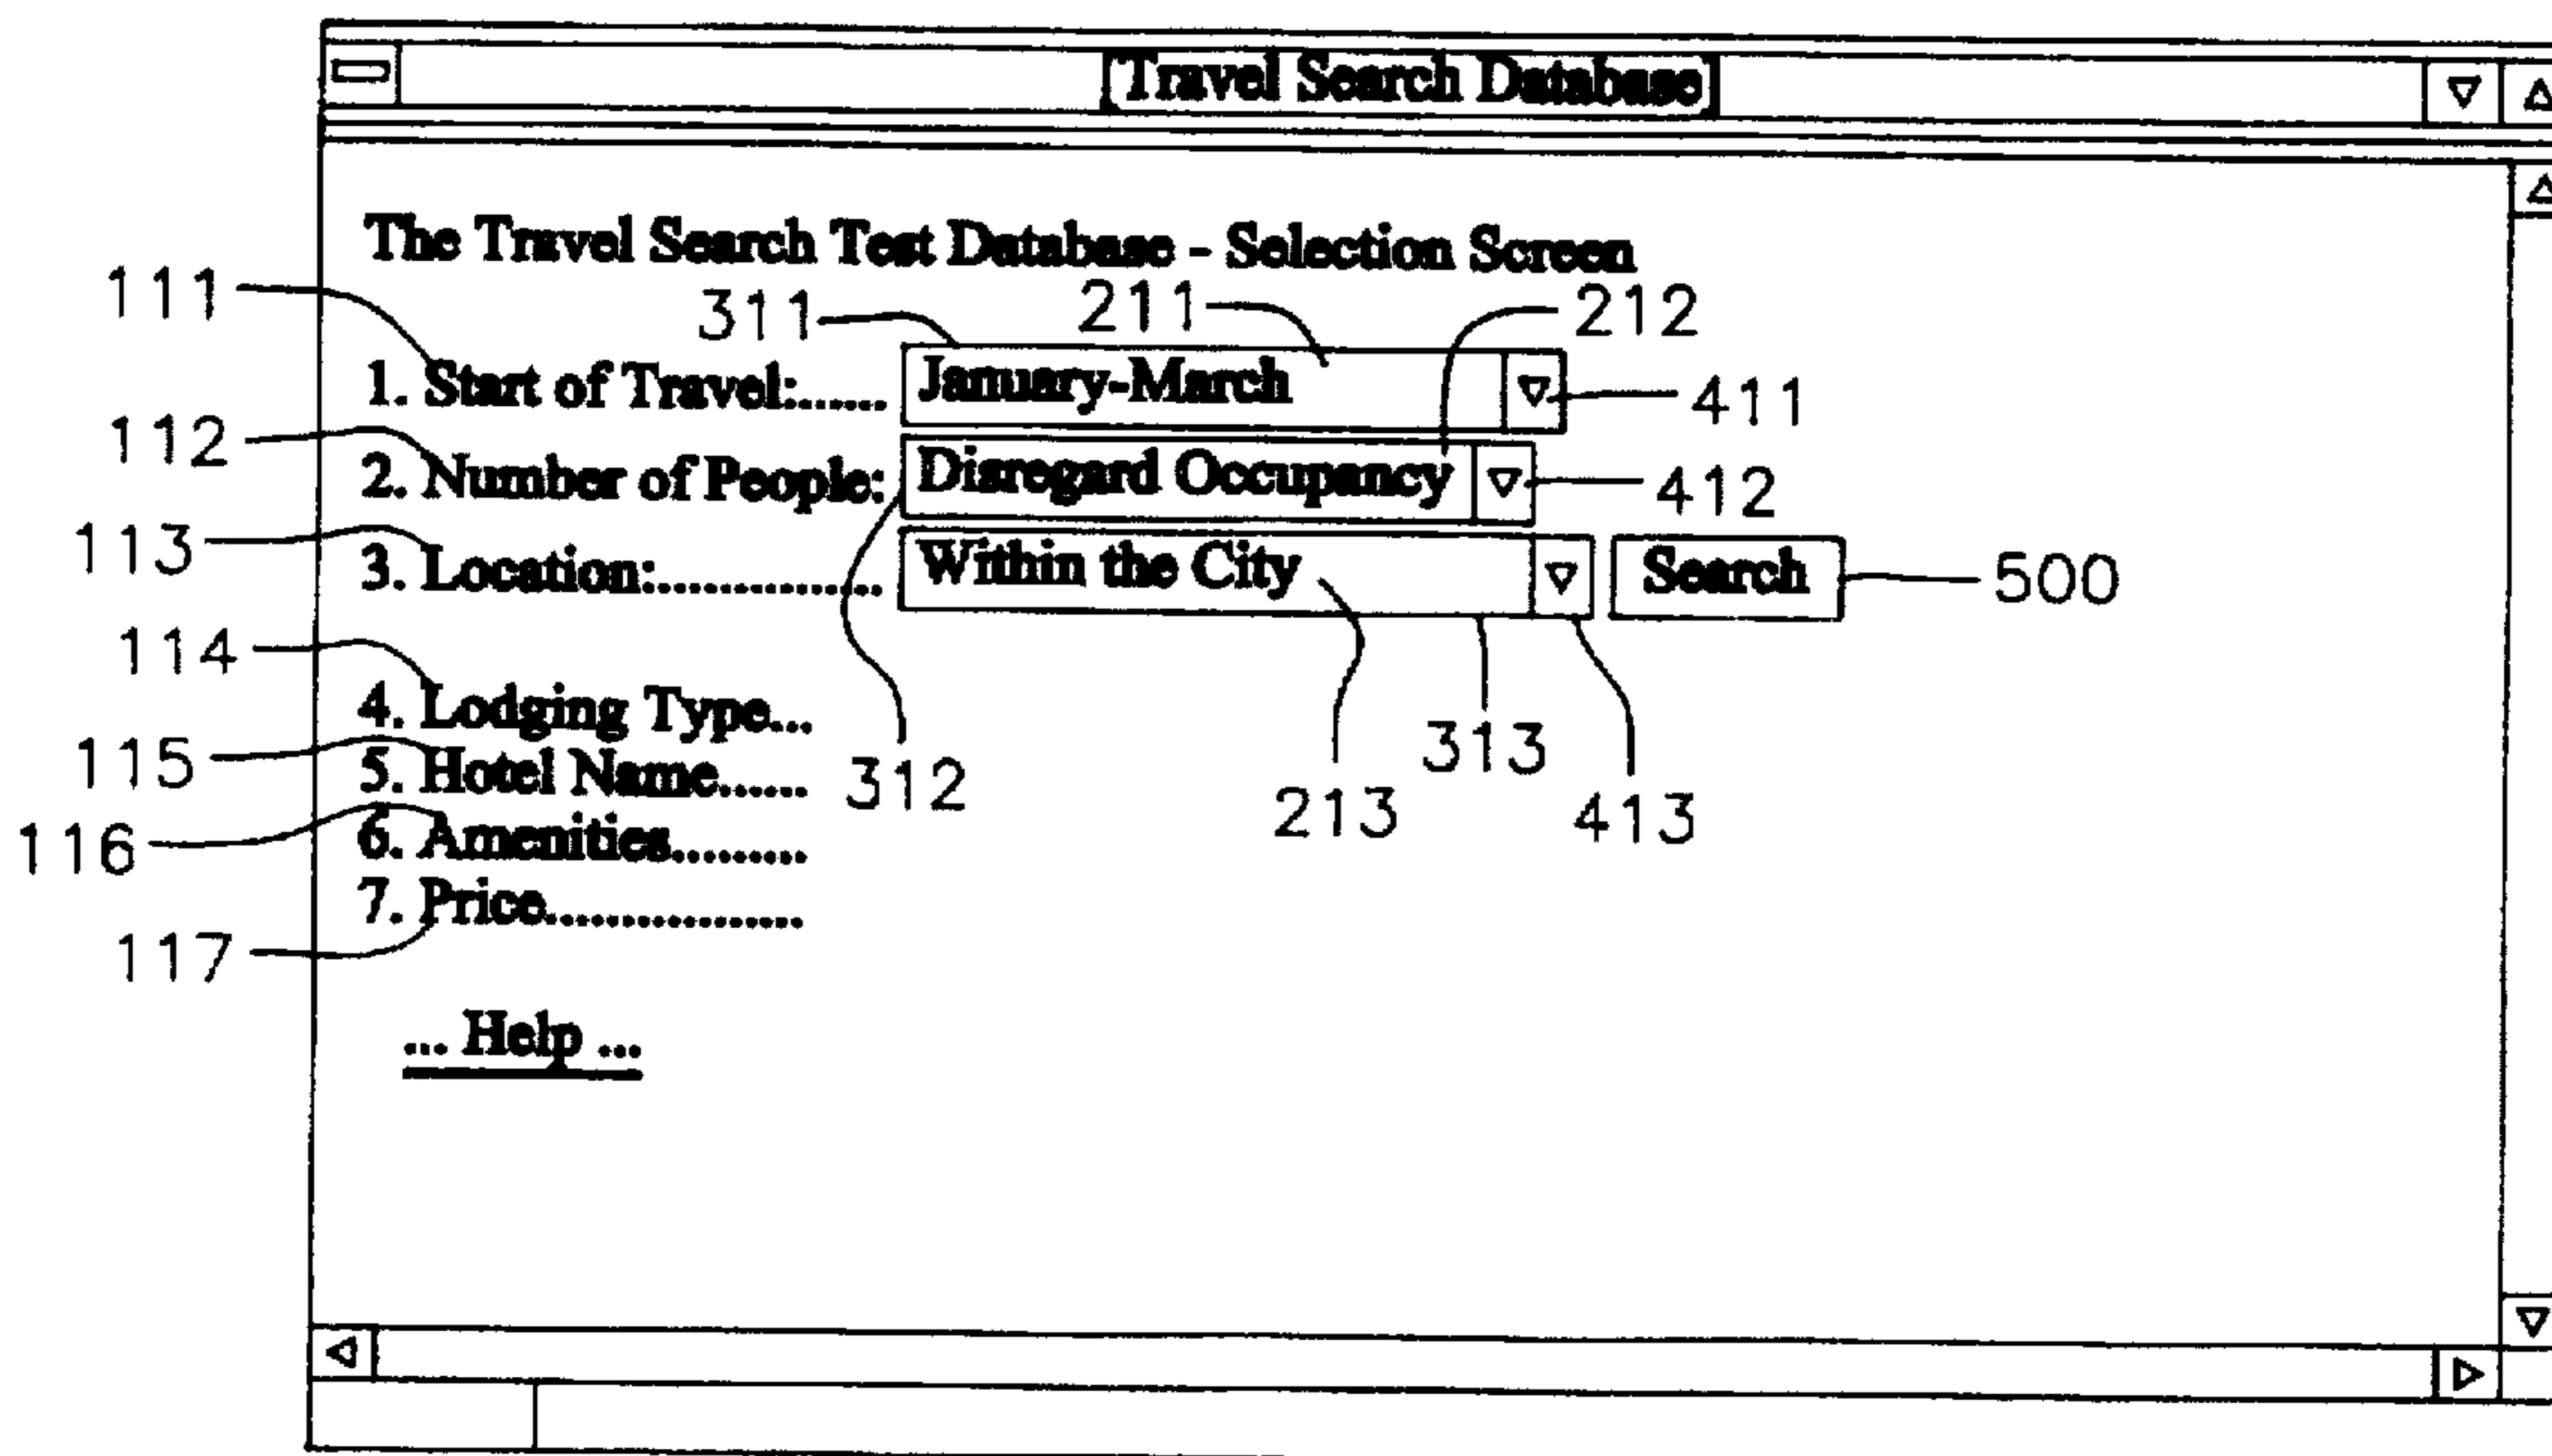 [Travel Search Database]
The Travel Search Test Database - Selection Screen
111
311
211
212
1. Start of Travel:......
January-March
411
112
2. Number of People:
Disregard Occupancy
412
113
3. Location:...............
Within the City
Search
500
114
4. Lodging Type...
115
5. Hotel Name......
312
313
213
413
116
6. Amenities.........
7. Price.................
117
... Help ...